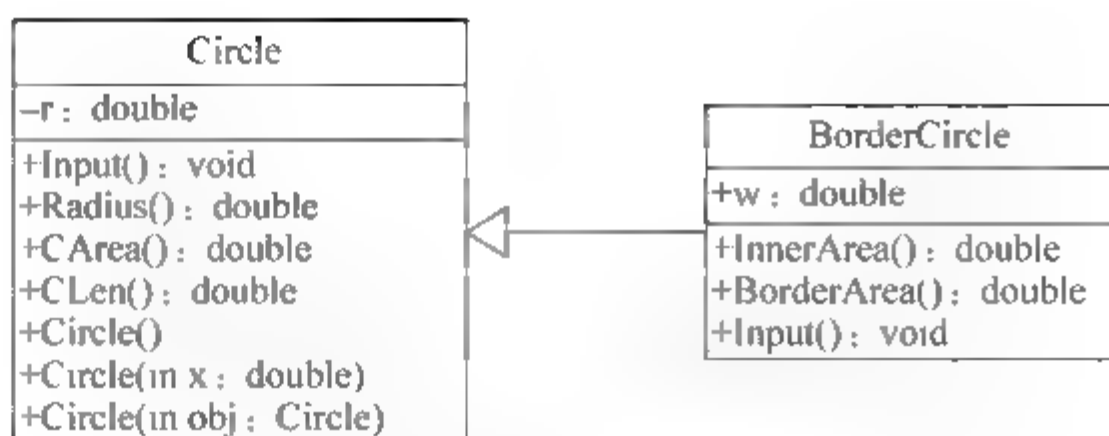 Circle
–r：double
+Input()：void
+Radius()：double
+CArea()：double
+CLen()：double
+Circle()
+Circle(in x：double)
+Circle(in obj：Circle)
BorderCircle
+w：double
+InnerArea()：double
+BorderArea()：double
+Input()：void